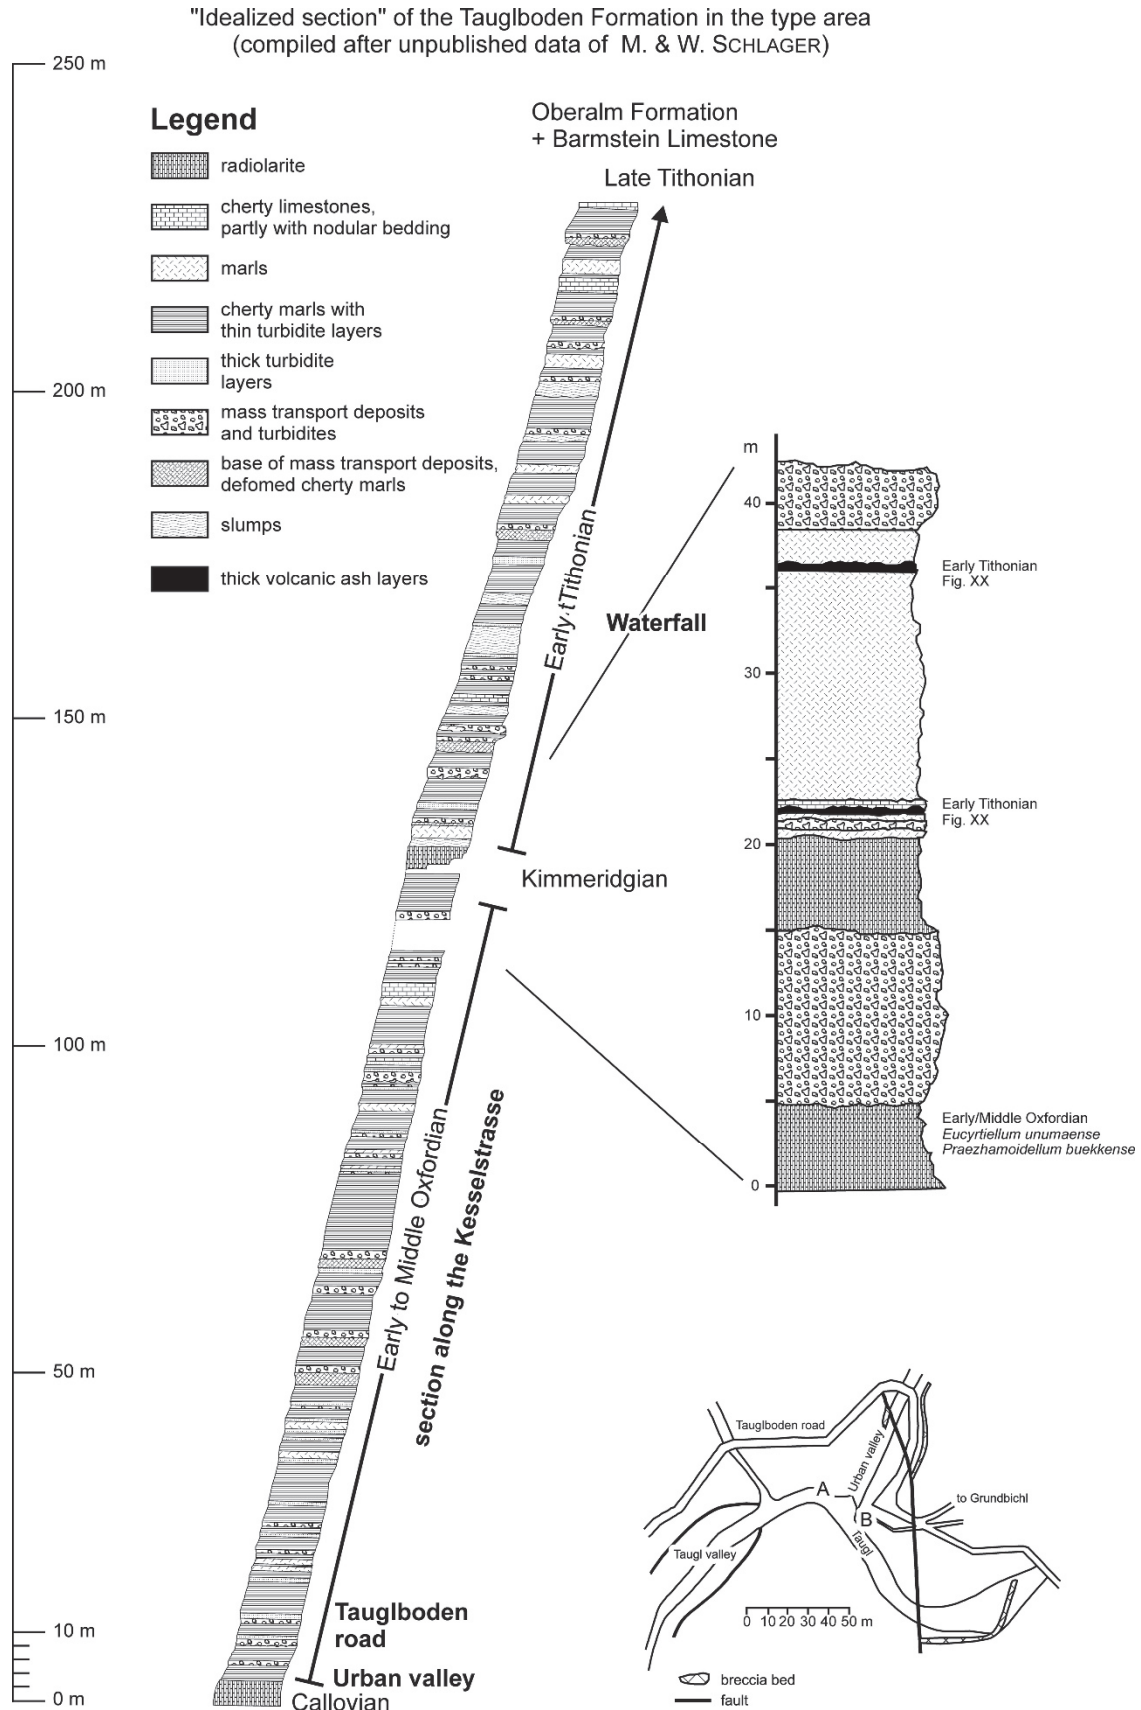 "Idealized section" of the Tauglboden Formation in the type area
(compiled after unpublished data of M. & W. SCHLAGER)
250 m
200 m
150 m
100 m
50 m
10 m
0 m
Legend
radiolarite
cherty limestones,
partly with nodular bedding
marls
cherty marls with
thin turbidite layers
thick turbidite
layers
mass transport deposits
and turbidites
base of mass transport deposits,
defomed cherty marls
slumps
thick volcanic ash layers
Oberalm Formation
+ Barmstein Limestone
Late Tithonian
Early tTithonian
Waterfall
Kimmeridgian
Early to Middle Oxfordian
section along the Kesselstrasse
Tauglboden
road
Urban valley
Callovian
m
40
30
20
10
0
Early Tithonian
Fig. XX
Early Tithonian
Fig. XX
Early/Middle Oxfordian
Eucyrtiellum unumaense
Praezhamoidellum buekkense
Tauglboden road
Urban valley
A
B
to Grundbichl
Taugl valley
Taugl
0 10 20 30 40 50 m
breccia bed
fault